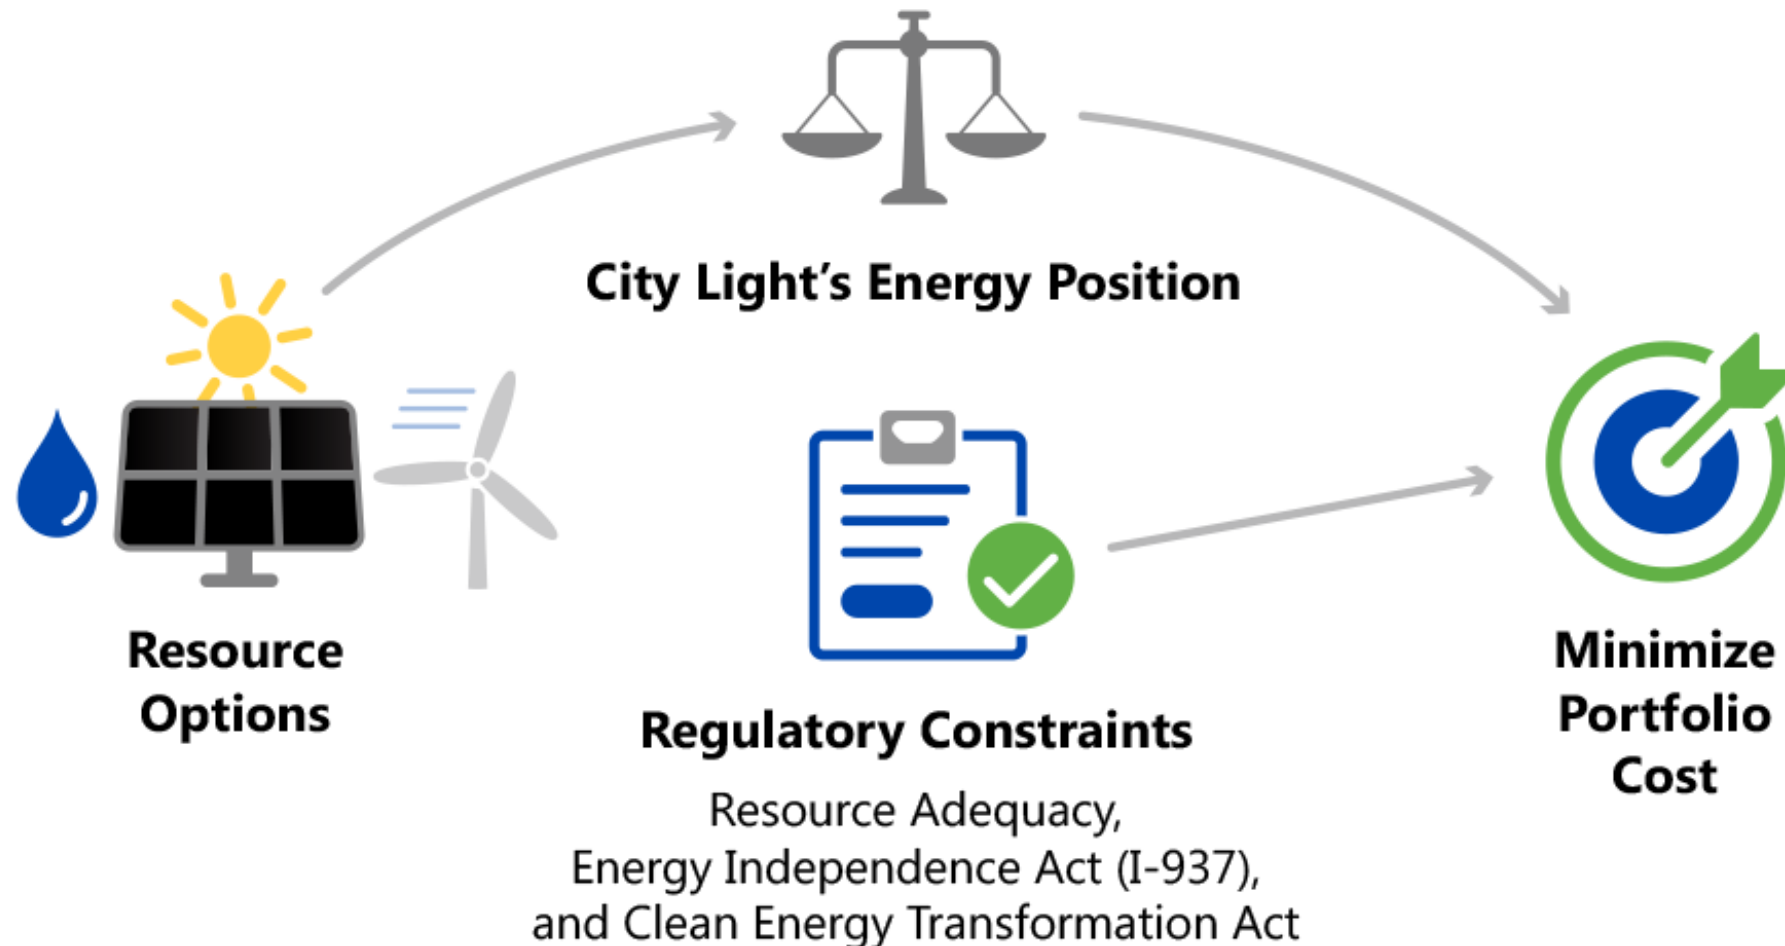 City Light’s Energy Position
Resource
Options
Regulatory Constraints
Resource Adequacy,
Energy Independence Act (I-937),
and Clean Energy Transformation Act
Minimize
Portfolio
Cost